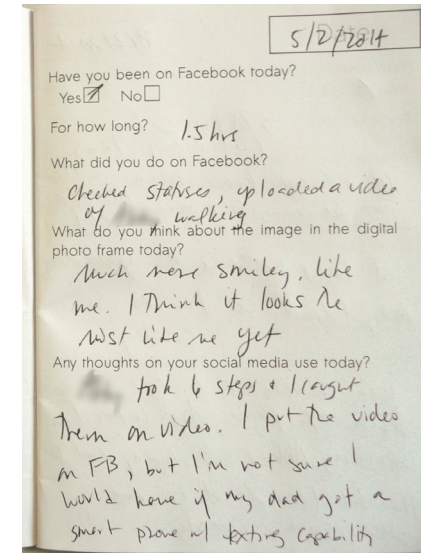 5/2/2014
Have you been on Facebook today?
Yes No
For how long? 1.5 hrs
What did you do on Facebook?
Checked statuses, uploaded a video
of walking
What do you think about the image in the digital
photo frame today?
Much more smiley, like
me. I think it looks the
most like me yet
Any thoughts on your social media use today?
took 6 steps & I caught
them on video. I put the video
on FB, but I'm not sure I
would have if my dad got a
smart phone w/ texting capability